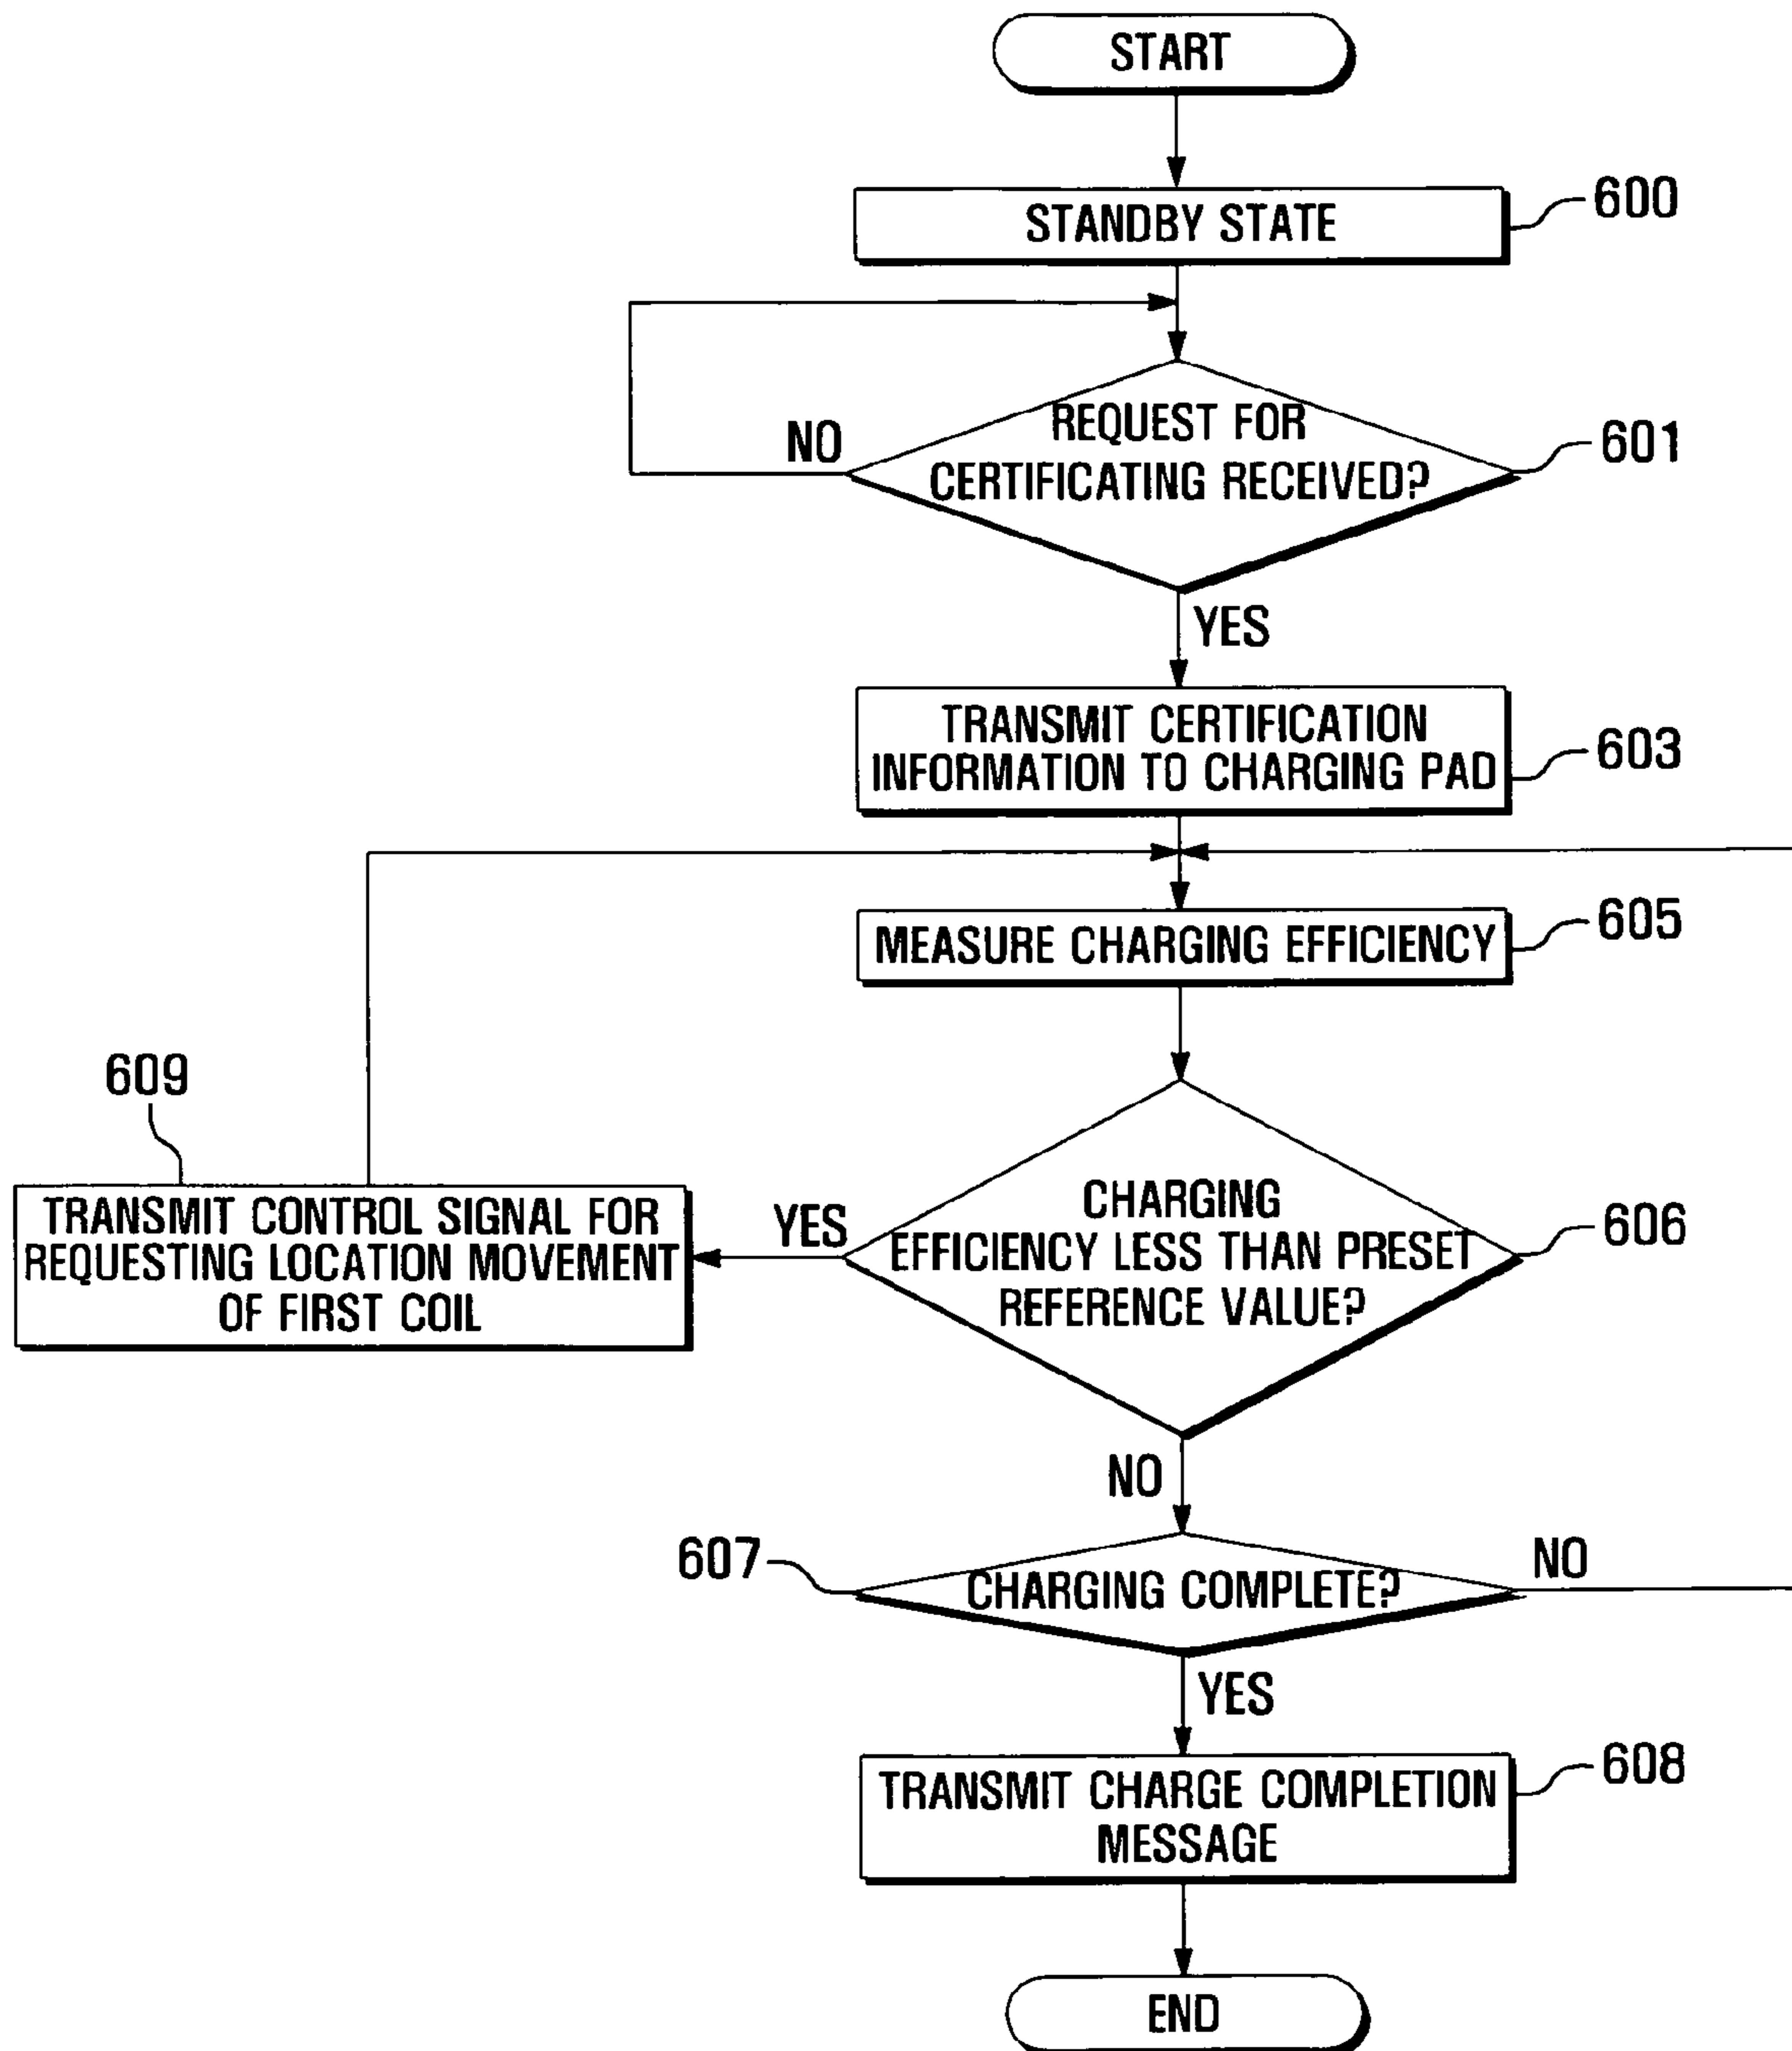 START
STANDBY STATE
600
REQUEST FOR
CERTIFICATING RECEIVED?
601
NO
YES
TRANSMIT CERTIFICATION
INFORMATION TO CHARGING PAD
603
MEASURE CHARGING EFFICIENCY
605
609
TRANSMIT CONTROL SIGNAL FOR
REQUESTING LOCATION MOVEMENT
OF FIRST COIL
YES
CHARGING
EFFICIENCY LESS THAN PRESET
REFERENCE VALUE?
606
NO
607
CHARGING COMPLETE?
NO
YES
TRANSMIT CHARGE COMPLETION
MESSAGE
608
END